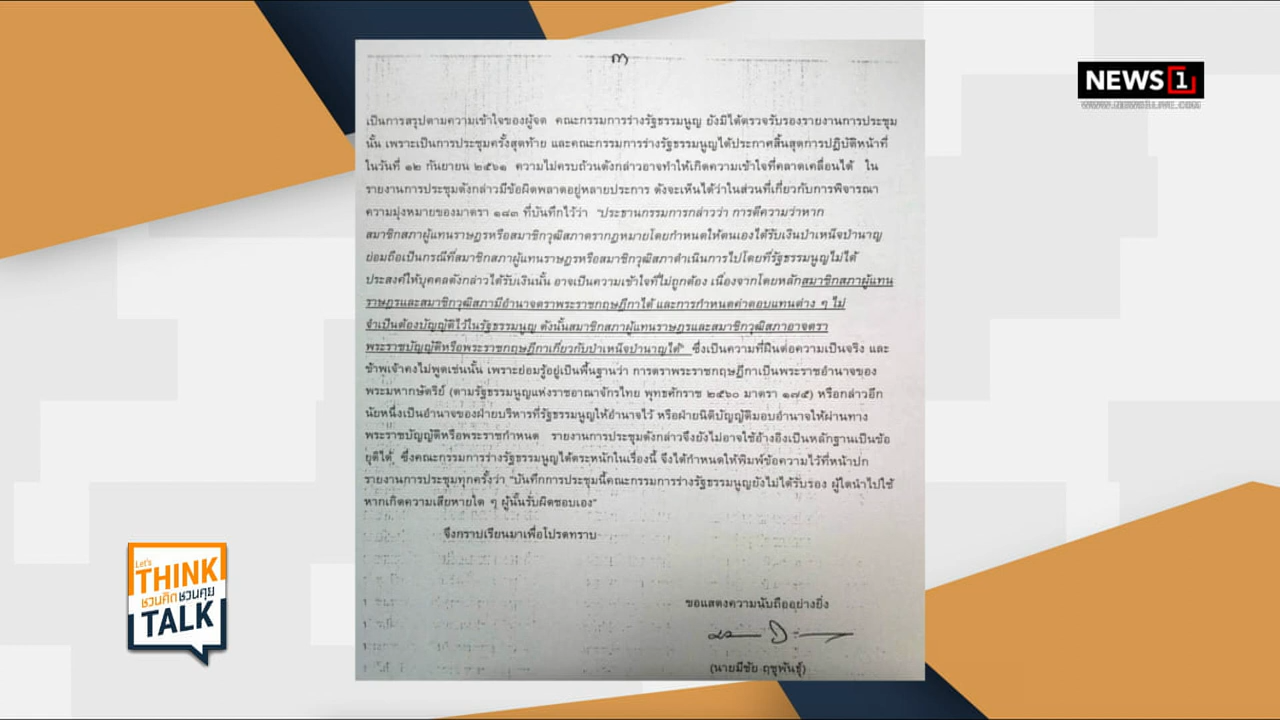 ๓
NEWS 1
เป็นการสรุปตามความเข้าใจของผู้จด คณะกรรมการร่างรัฐธรรมนูญ ยังมิได้ตรวจรับรองรายงานการประชุม
นั้น เพราะเป็นการประชุมครั้งสุดท้าย และคณะกรรมการร่างรัฐธรรมนูญได้ประกาศสิ้นสุดการปฏิบัติหน้าที่
ในวันที่ ๑๒ กันยายน ๒๕๖๑ ความไม่ครบถ้วนดังกล่าวอาจทำให้เกิดความเข้าใจที่คลาดเคลื่อนได้ ใน
รายงานการประชุมดังกล่าวมีข้อผิดพลาดอยู่หลายประการ ดังจะเห็นได้ว่าในส่วนที่เกี่ยวกับการพิจารณา
ความมุ่งหมายของมาตรา ๑๘๓ ที่บันทึกไว้ว่า "ประธานกรรมการกล่าวว่า การตีความว่าหาก
สมาชิกสภาผู้แทนราษฎรหรือสมาชิกวุฒิสภาตรากฎหมายโดยกำหนดให้ตนเองได้รับเงินบำเหน็จบำนาญ
ย่อมถือเป็นกรณีที่สมาชิกสภาผู้แทนราษฎรหรือสมาชิกวุฒิสภาดำเนินการไปโดยที่รัฐธรรมนูญไม่ได้
ประสงค์ให้บุคคลดังกล่าวได้รับเงินนั้น อาจเป็นความเข้าใจที่ไม่ถูกต้อง เนื่องจากโดยหลักสมาชิกสภาผู้แทน
ราษฎรและสมาชิกวุฒิสภามีอำนาจตราพระราชกฤษฎีกาได้ และการกำหนดค่าตอบแทนต่าง ๆ ไม่
จำเป็นต้องบัญญัติไว้ในรัฐธรรมนูญ ดังนั้นสมาชิกสภาผู้แทนราษฎรและสมาชิกวุฒิสภาอาจตรา
พระราชบัญญัติหรือพระราชกฤษฎีกาเกี่ยวกับบำเหน็จบำนาญได้" ซึ่งเป็นความที่ฝืนต่อความเป็นจริง และ
ข้าพเจ้าคงไม่พูดเช่นนั้น เพราะย่อมรู้อยู่เป็นพื้นฐานว่า การตราพระราชกฤษฎีกาเป็นพระราชอำนาจของ
พระมหากษัตริย์ (ตามรัฐธรรมนูญแห่งราชอาณาจักรไทย พุทธศักราช ๒๕๖๐ มาตรา ๑๗๕) หรือกล่าวอีก
นัยหนึ่งเป็นอำนาจของฝ่ายบริหารที่รัฐธรรมนูญให้อำนาจไว้ หรือฝ่ายนิติบัญญัติมอบอำนาจให้ผ่านทาง
พระราชบัญญัติหรือพระราชกำหนด รายงานการประชุมดังกล่าวจึงยังไม่อาจใช้อ้างอิงเป็นหลักฐานเป็นข้อ
ยุติได้ ซึ่งคณะกรรมการร่างรัฐธรรมนูญได้ตระหนักในเรื่องนี้ จึงได้กำหนดให้พิมพ์ข้อความไว้ที่หน้าปก
รายงานการประชุมทุกครั้งว่า "บันทึกการประชุมนี้คณะกรรมการร่างรัฐธรรมนูญยังไม่ได้รับรอง ผู้ใดนำไปใช้
หากเกิดความเสียหายใด ๆ ผู้นั้นรับผิดชอบเอง"
จึงกราบเรียนมาเพื่อโปรดทราบ
ขอแสดงความนับถืออย่างยิ่ง
(นายมีชัย ฤชุพันธุ์)
Let's
THINK
ชวนคิดชวนคุย
TALK